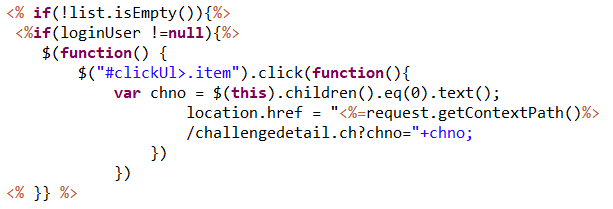 <% if(!list.isEmpty()){%>
<%if(loginUser !=null){%>
$(function() {
$("#clickUl>.item").click(function(){
var chno = $(this).children().eq(0).text();
location.href = "<%=request.getContextPath()%>
/challengedetail.ch?chno="+chno;
})
})
<% }} %>